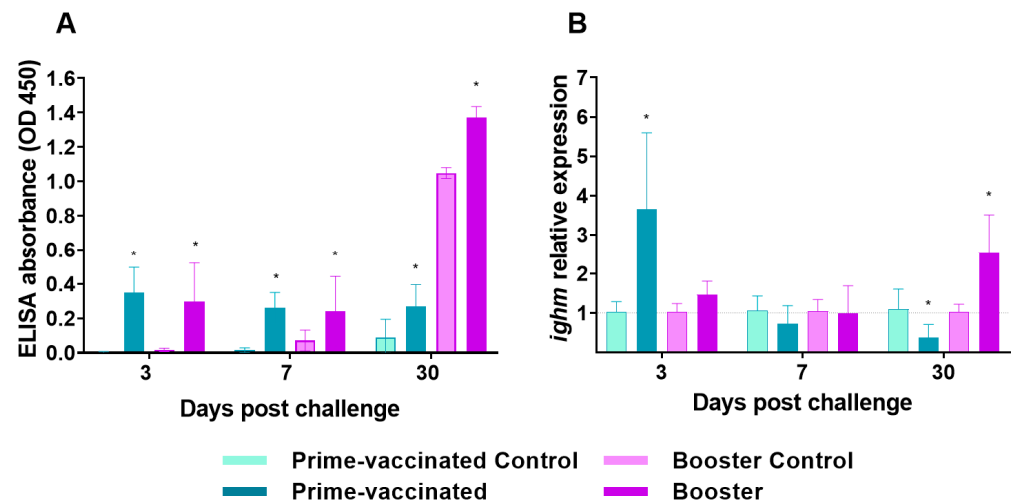 A
ELISA absorbance (OD 450)
1.6
1.4
1.2
1.0
0.8
0.6
0.4
0.2
0.0
* * * * * *
3 7 30
Days post challenge
B
ighm relative expression
7
6
5
4
3
2
1
* * *
3 7 30
Days post challenge
Prime-vaccinated Control
Booster Control
Prime-vaccinated
Booster